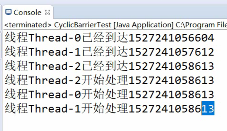 Console
<terminated> CyclicBarrierTest [Java Application] C:\Program File
线程Thread-0已经到达1527241056604
线程Thread-1已经到达1527241057612
线程Thread-2已经到达1527241058613
线程Thread-2开始处理1527241058613
线程Thread-0开始处理1527241058613
线程Thread-1开始处理1527241058613